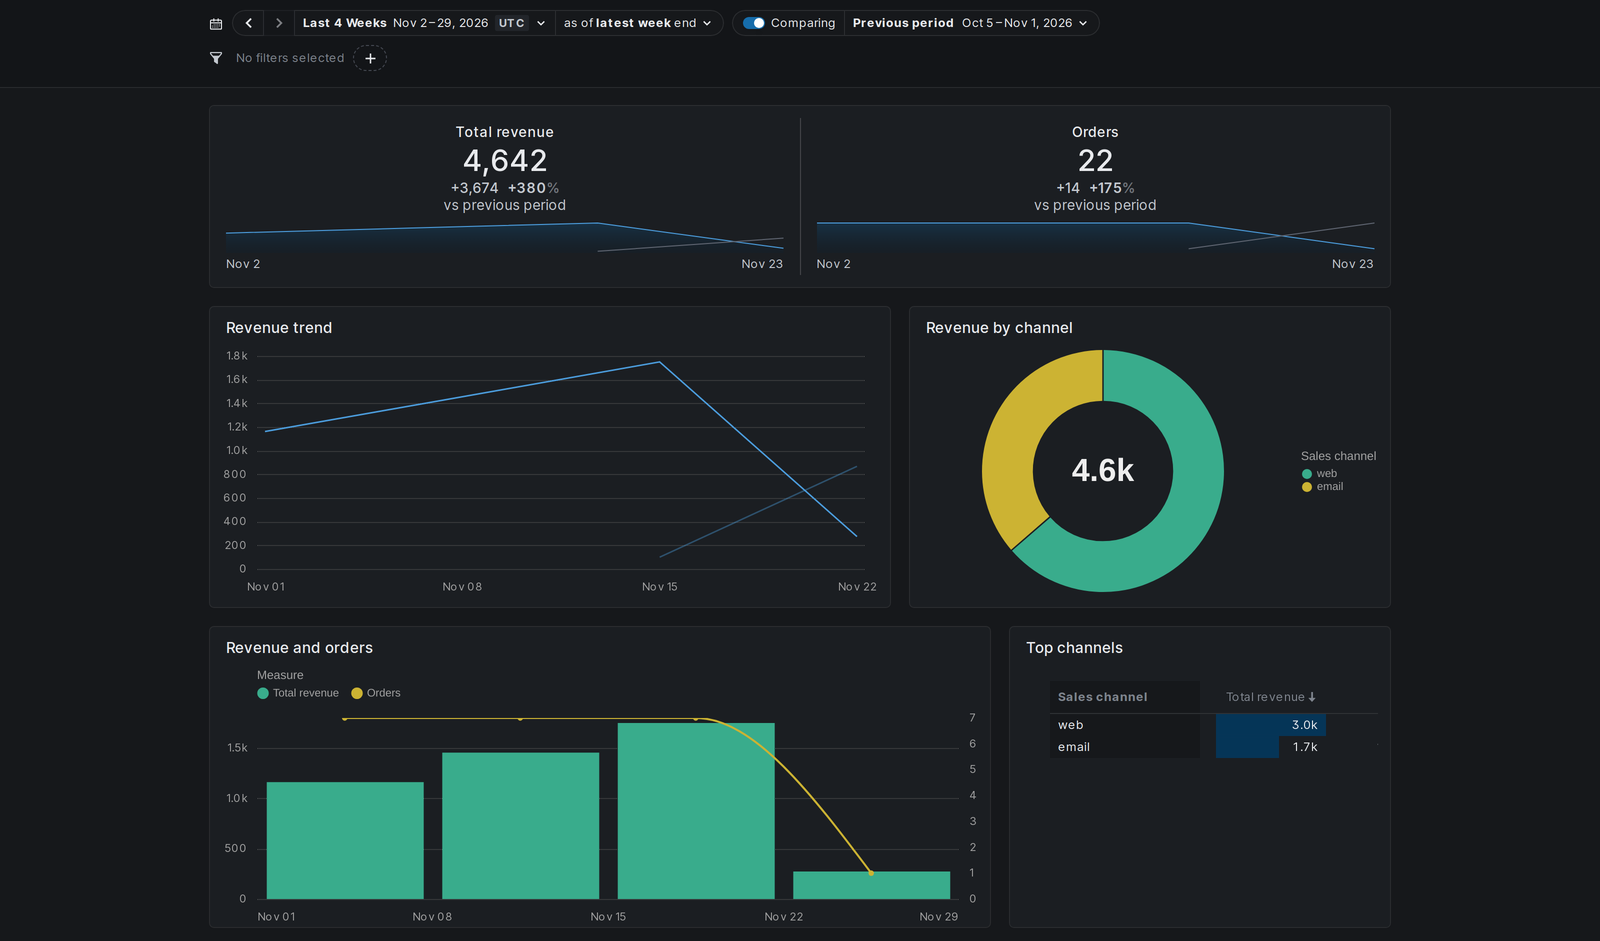 Last 4 Weeks Nov 2–29, 2026 UTC as of latest week end Comparing Previous period Oct 5–Nov 1, 2026
No filters selected
Total revenue
4,642
+3,674 +380%
vs previous period
Nov 2 Nov 23
Orders
22
+14 +175%
vs previous period
Nov 2 Nov 23
Revenue trend
1.8k
1.6k
1.4k
1.2k
1.0k
800
600
400
200
0
Nov 01 Nov 08 Nov 15 Nov 22
Revenue by channel
4.6k
Sales channel
web
email
Revenue and orders
Measure
Total revenue Orders
1.5k
1.0k
500
0
7
6
5
4
3
2
1
0
Nov 01 Nov 08 Nov 15 Nov 22 Nov 29
Top channels
Sales channel Total revenue
web 3.0k
email 1.7k